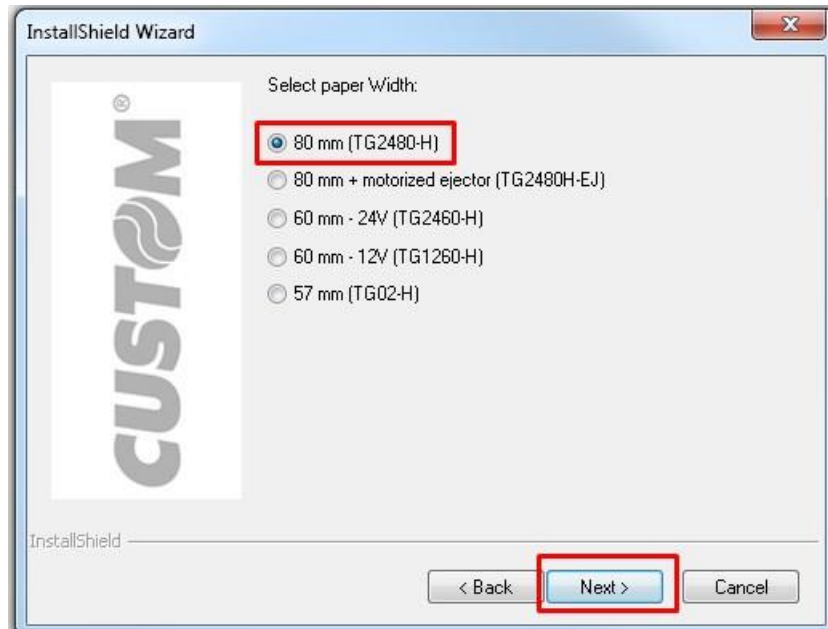 InstallShield Wizard
CUSTOM®
Select paper Width:
80 mm (TG2480-H)
80 mm + motorized ejector (TG2480H-EJ)
60 mm - 24V (TG2460-H)
60 mm - 12V (TG1260-H)
57 mm (TG02-H)
InstallShield
< Back Next > Cancel